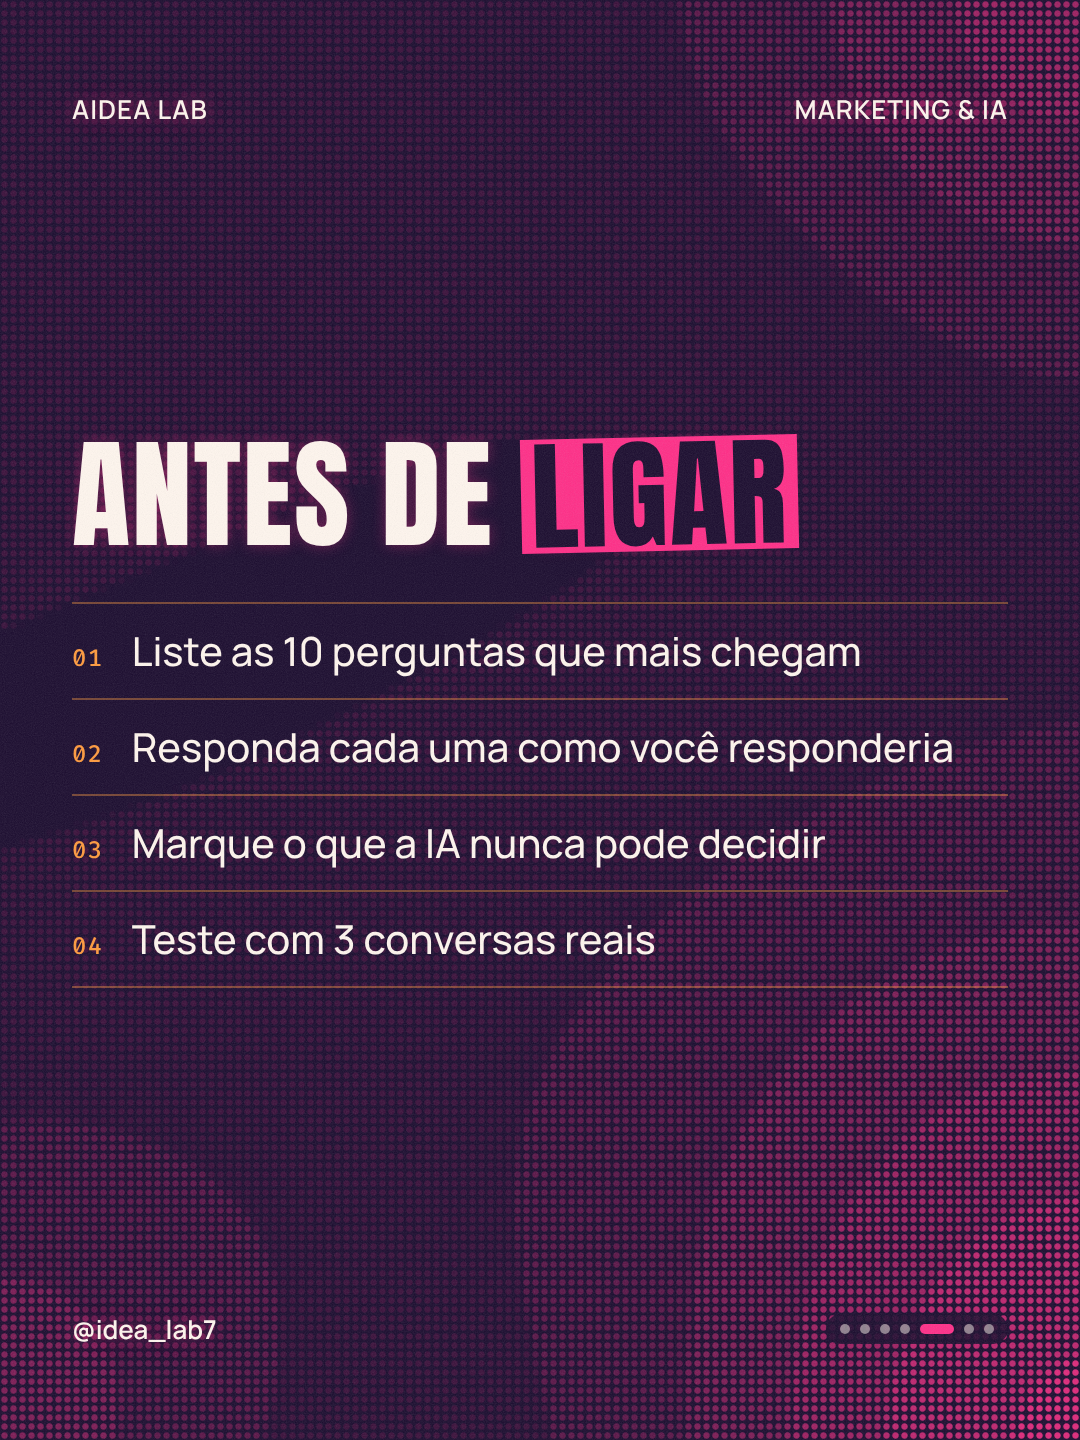 AIDEA LAB
MARKETING & IA
ANTES DE LIGAR
01 Liste as 10 perguntas que mais chegam
02 Responda cada uma como você responderia
03 Marque o que a IA nunca pode decidir
04 Teste com 3 conversas reais
@idea_lab7